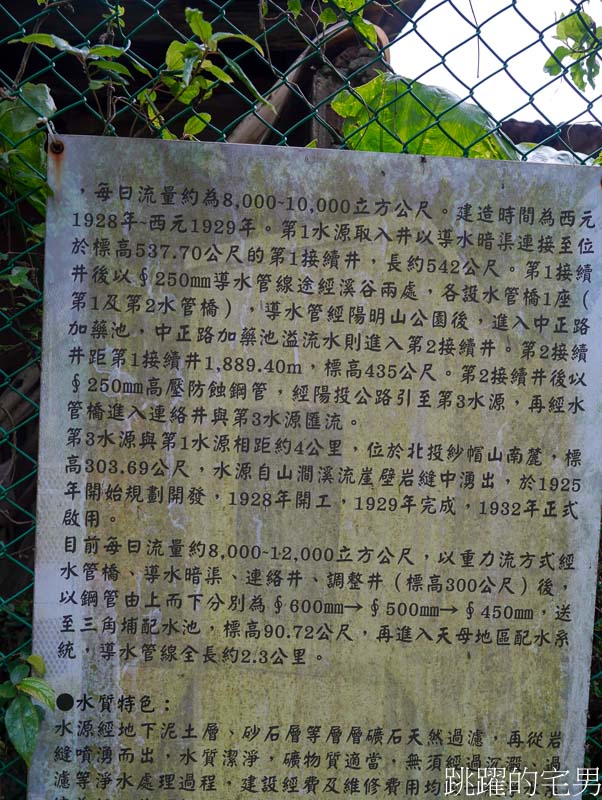 ，每日流量約為8,000~10,000立方公尺。建造時間為西元
1928年~西元1929年。第1水源取入井以導水暗渠連接至位
於標高537.70公尺的第1接續井，長約542公尺。第1接續
井後以§250mm導水管線途經溪谷兩處，各設水管橋1座（
第1及第2水管橋），導水管經陽明山公園後，進入中正路
加藥池，中正路加藥池溢流水則進入第2接續井。第2接續
井距第1接續井1,889.40m，標高435公尺。第2接續井後以
§250mm高壓防蝕鋼管，經陽投公路引至第3水源，再經水
管橋進入連絡井與第3水源匯流。
第3水源與第1水源相距約4公里，位於北投紗帽山南麓，標
高303.69公尺，水源自山澗溪流崖壁岩縫中湧出，於1925
年開始規劃開發，1928年開工，1929年完成，1932年正式
啟用。
目前每日流量約8,000~12,000立方公尺，以重力流方式經
水管橋、導水暗渠、連絡井、調整井（標高300公尺）後，
以鋼管由上而下分別為§600mm→§500mm→§450mm，送
至三角埔配水池，標高90.72公尺，再進入天母地區配水系
統，導水管線全長約2.3公里。
●水質特色：
水源經地下泥土層、砂石層等層層礦石天然過濾，再從岩
縫噴湧而出，水質潔淨，礦物質適當，無須經過沉澱、過
濾等淨水處理過程，建設經費及維修費用均
跳躍的宅男